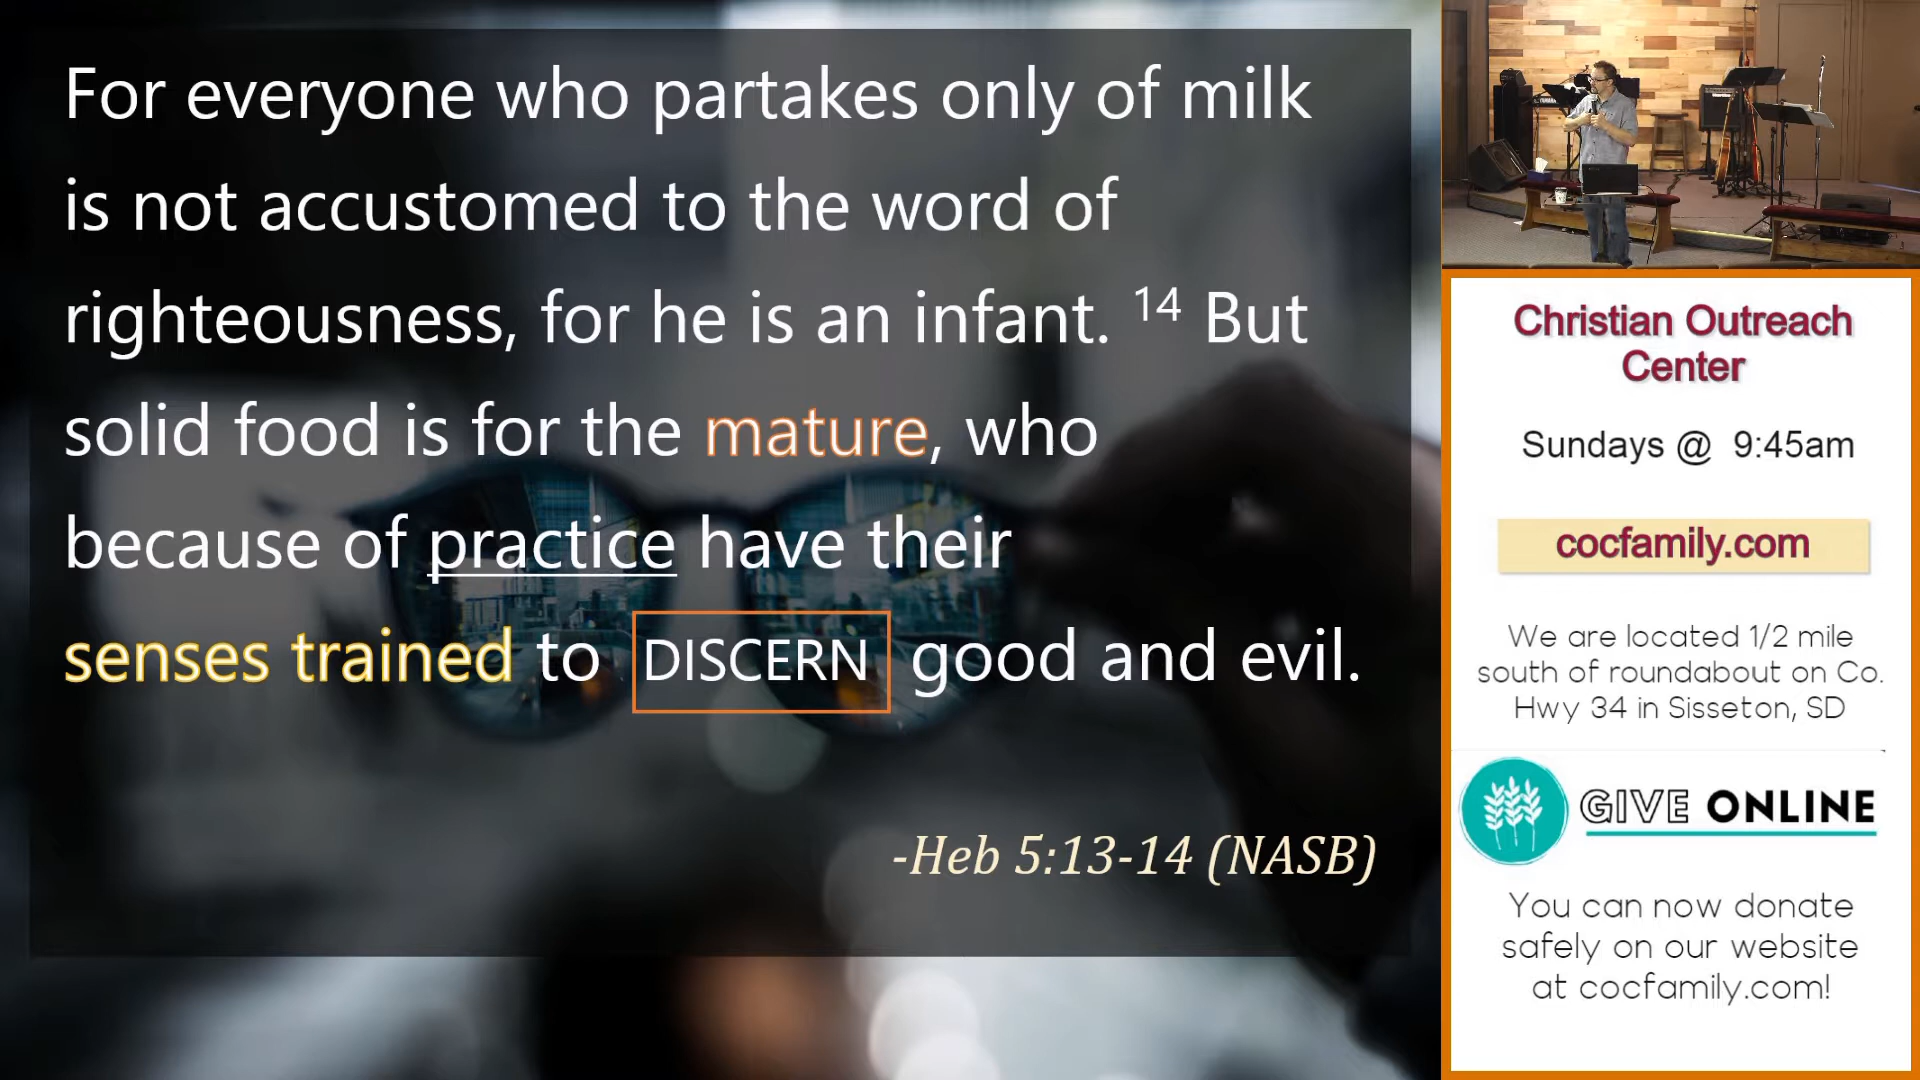 For everyone who partakes only of milk
is not accustomed to the word of
righteousness, for he is an infant. 14 But
solid food is for the mature, who
because of practice have their
senses trained to DISCERN good and evil.
-Heb 5:13-14 (NASB)
Christian Outreach
Center
Sundays @ 9:45am
cocfamily.com
We are located 1/2 mile
south of roundabout on Co.
Hwy 34 in Sisseton, SD
GIVE ONLINE
You can now donate
safely on our website
at cocfamily.com!